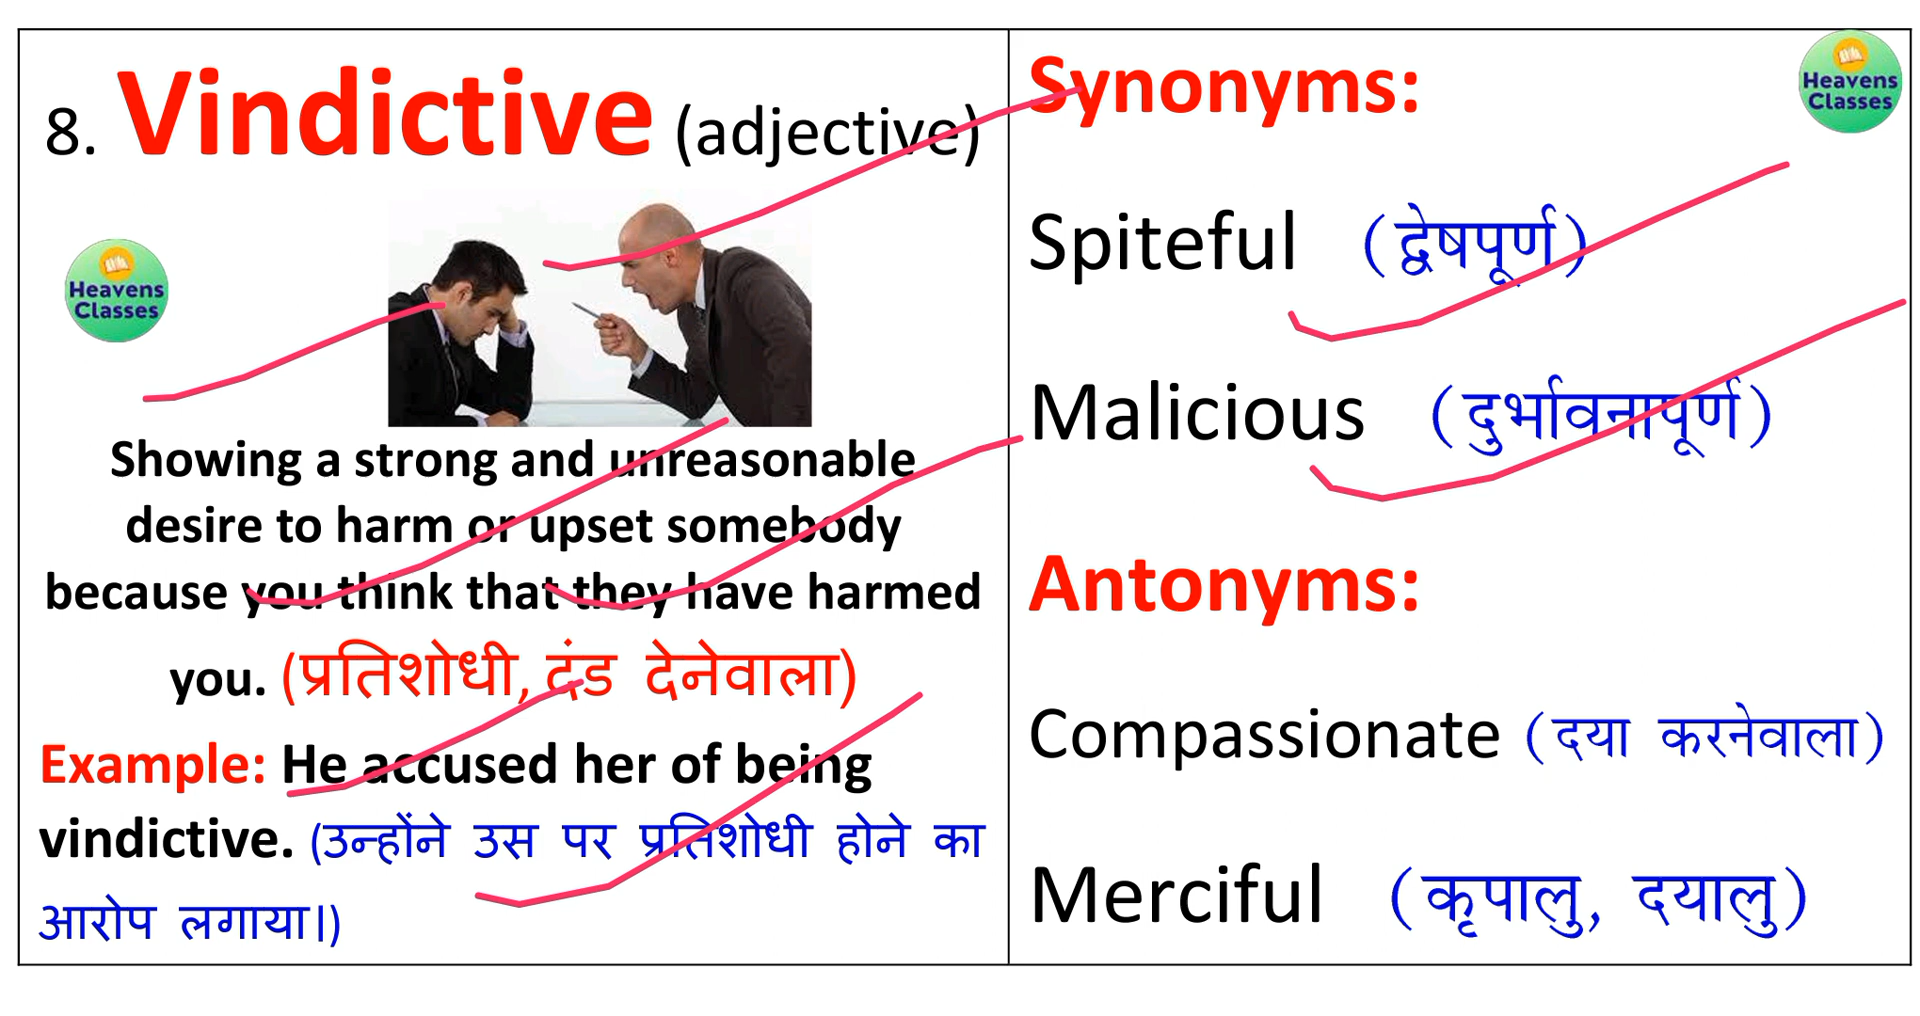 8. Vindictive (adjective)
Heavens
Classes
Showing a strong and unreasonable
desire to harm or upset somebody
because you think that they have harmed
you. (प्रतिशोधी, दंड देनेवाला)
Example: He accused her of being
vindictive. (उन्होंने उस पर प्रतिशोधी होने का
आरोप लगाया।)
Synonyms:
Heavens
Classes
Spiteful (द्वेषपूर्ण)
Malicious (दुर्भावनापूर्ण)
Antonyms:
Compassionate (दया करनेवाला)
Merciful (कृपालु, दयालु)